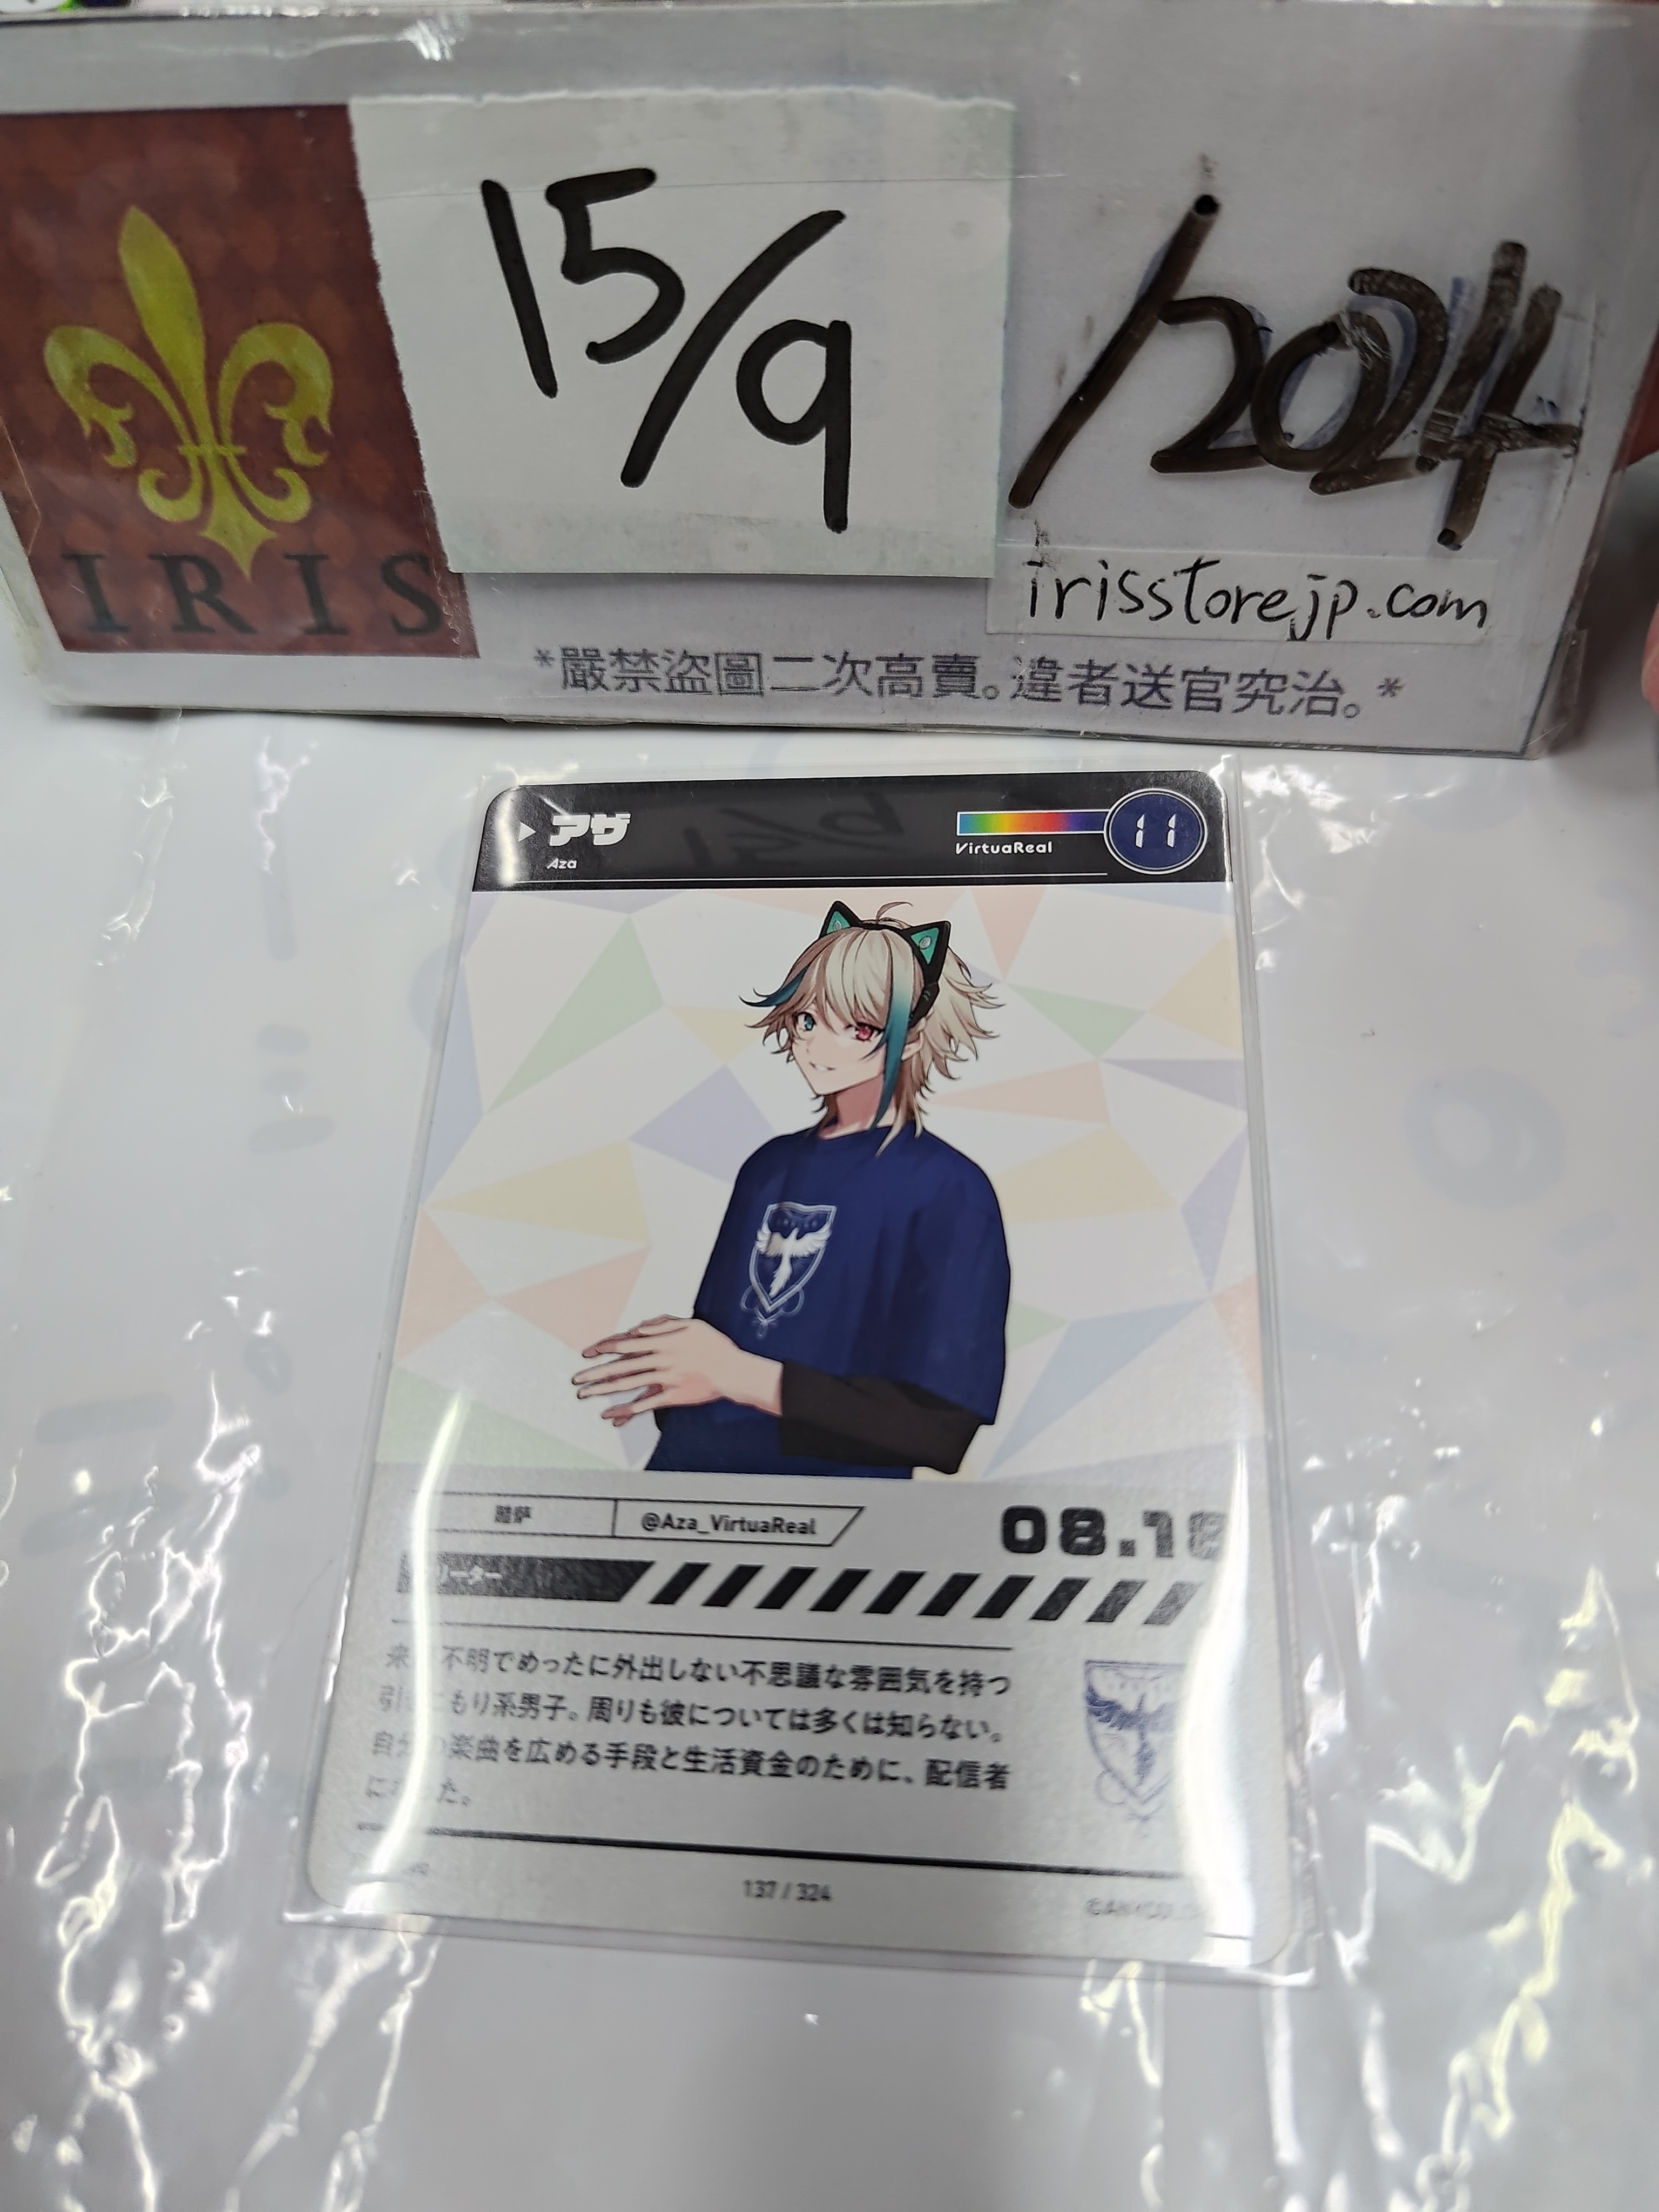 15/9/2024
IRIS
irisstorejp.com
*嚴禁盜圖二次高賣。違者送官究治。*
アザ
Aza
VirtuaReal
11
@Aza_VirtuaReal
08.18
不明でめったに外出しない不思議な雰囲気を持つ
もり系男子。周りも彼については多くは知らない。
楽曲を広める手段と生活資金のために、配信者
た。
137 / 324